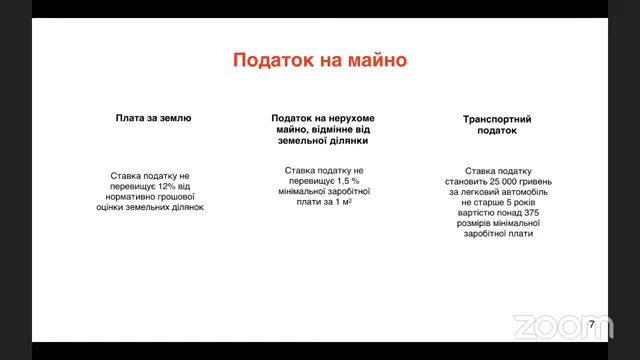 Податок на майно
Плата за землю
Ставка податку не
перевищує 12% від
нормативно грошової
оцінки земельних ділянок
Податок на нерухоме
майно, відмінне від
земельної ділянки
Ставка податку не
перевищує 1,5 %
мінімальної заробітної
плати за 1 м²
Транспортний
податок
Ставка податку
становить 25 000 гривень
за легковий автомобіль
не старше 5 років
вартістю понад 375
розмірів мінімальної
заробітної плати
7
zoom